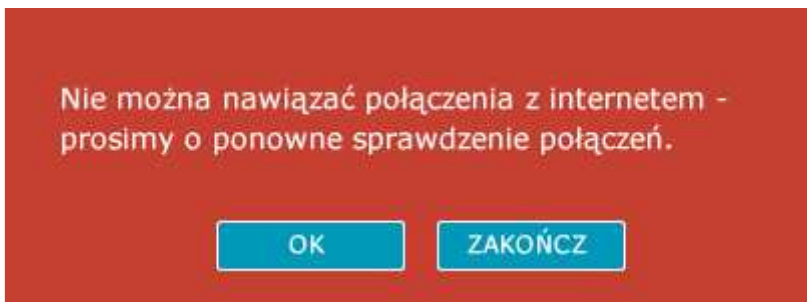 Nie można nawiązać połączenia z internetem -
prosimy o ponowne sprawdzenie połączeń.
OK
ZAKOŃCZ